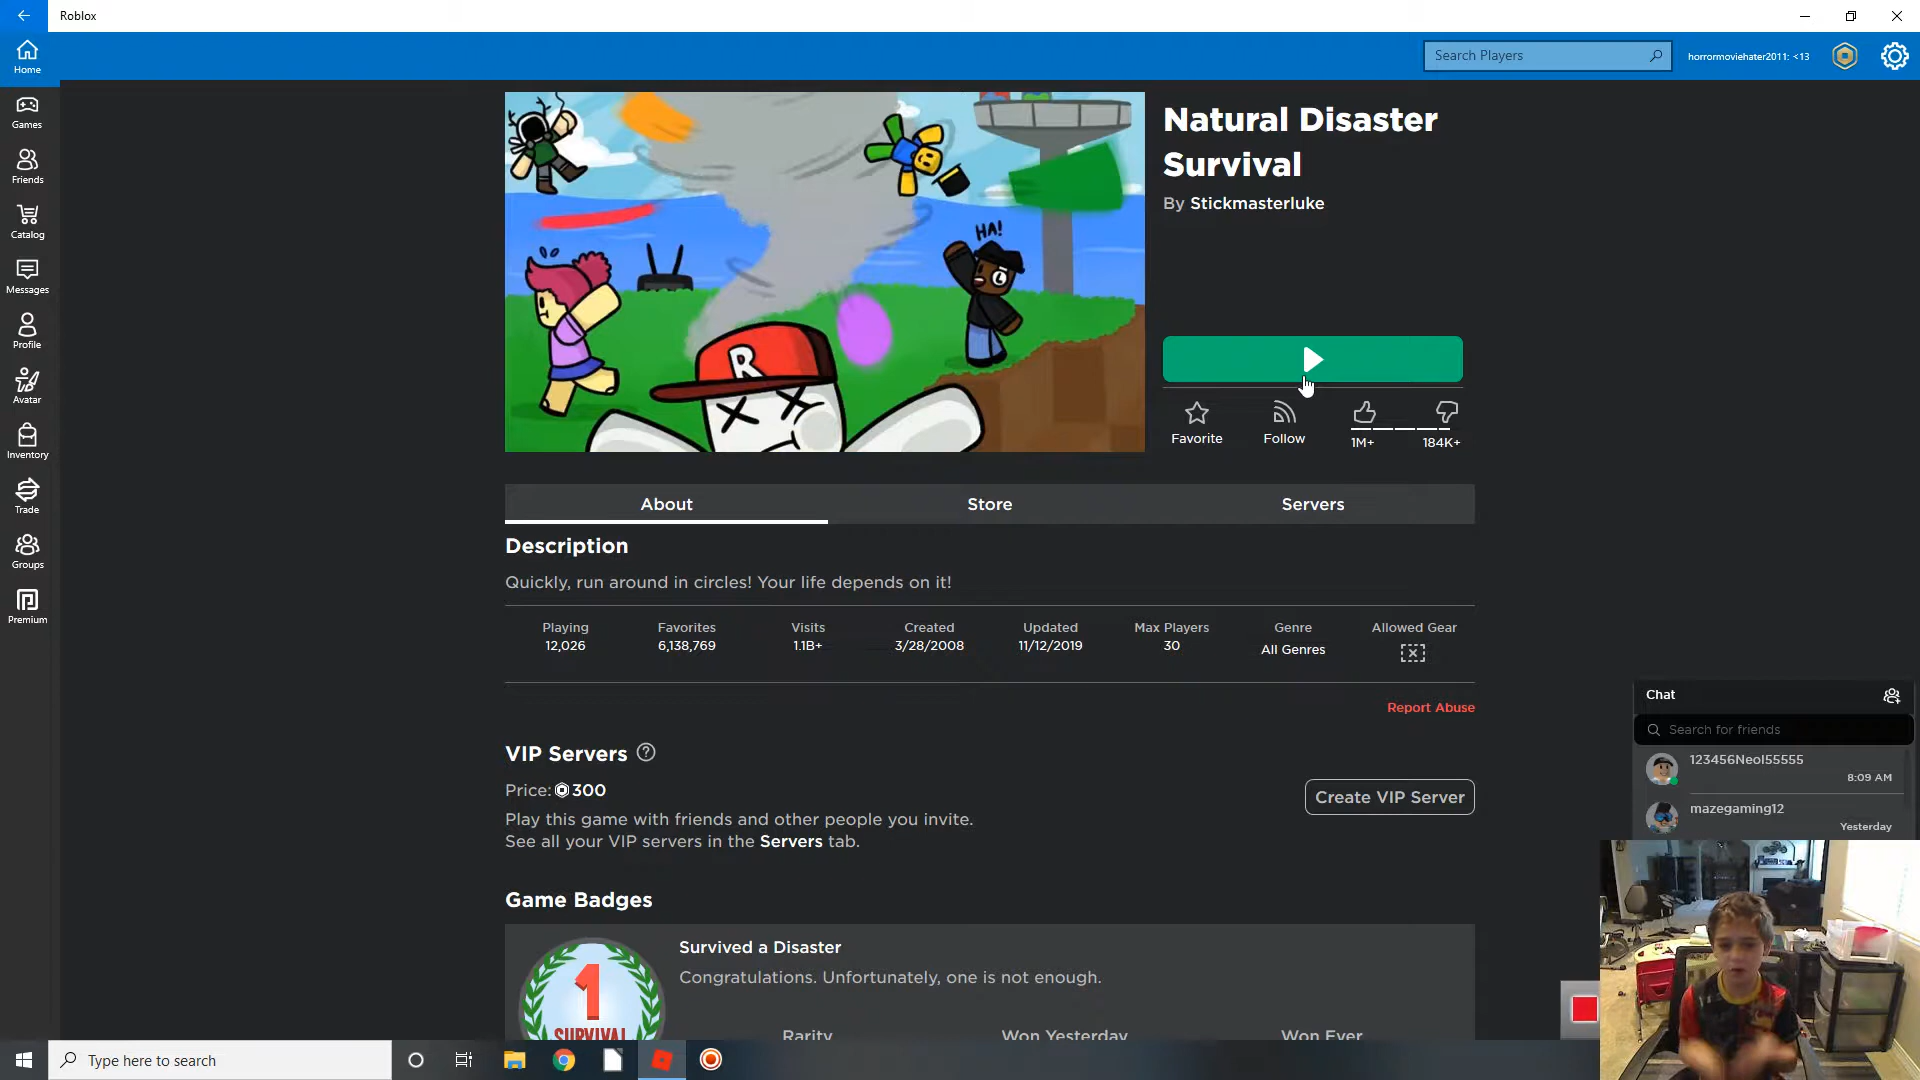 Roblox
Home
Search Players
horrormoviehater2011: <13
Games
Friends
Catalog
Messages
Profile
Avatar
Inventory
Trade
Groups
Premium
HA!
R
Natural Disaster
Survival
By Stickmasterluke
Favorite
Follow
1M+
184K+
About
Store
Servers
Description
Quickly, run around in circles! Your life depends on it!
Playing
Favorites
Visits
Created
Updated
Max Players
Genre
Allowed Gear
12,026
6,138,769
1.1B+
3/28/2008
11/12/2019
30
All Genres
Report Abuse
VIP Servers
Price: 300
Play this game with friends and other people you invite.
See all your VIP servers in the Servers tab.
Create VIP Server
Game Badges
1
SURVIVAL
Survived a Disaster
Congratulations. Unfortunately, one is not enough.
Rarity
Won Yesterday
Won Ever
Chat
Search for friends
123456Neol55555
8:09 AM
mazegaming12
Yesterday
Type here to search